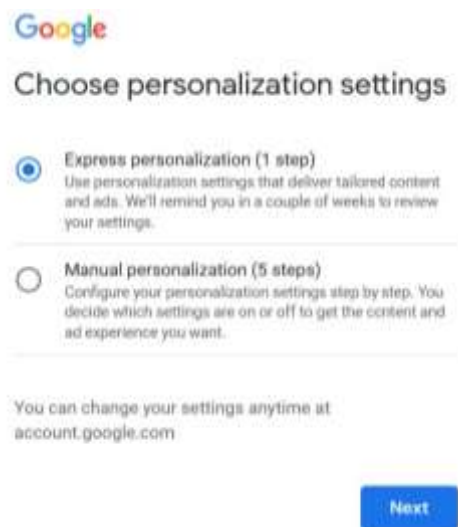 Google
Choose personalization settings
Express personalization (1 step)
Use personalization settings that deliver tailored content
and ads. We'll remind you in a couple of weeks to review
your settings.
Manual personalization (5 steps)
Configure your personalization settings step by step. You
decide which settings are on or off to get the content and
ad experience you want.
You can change your settings anytime at
account.google.com
Next